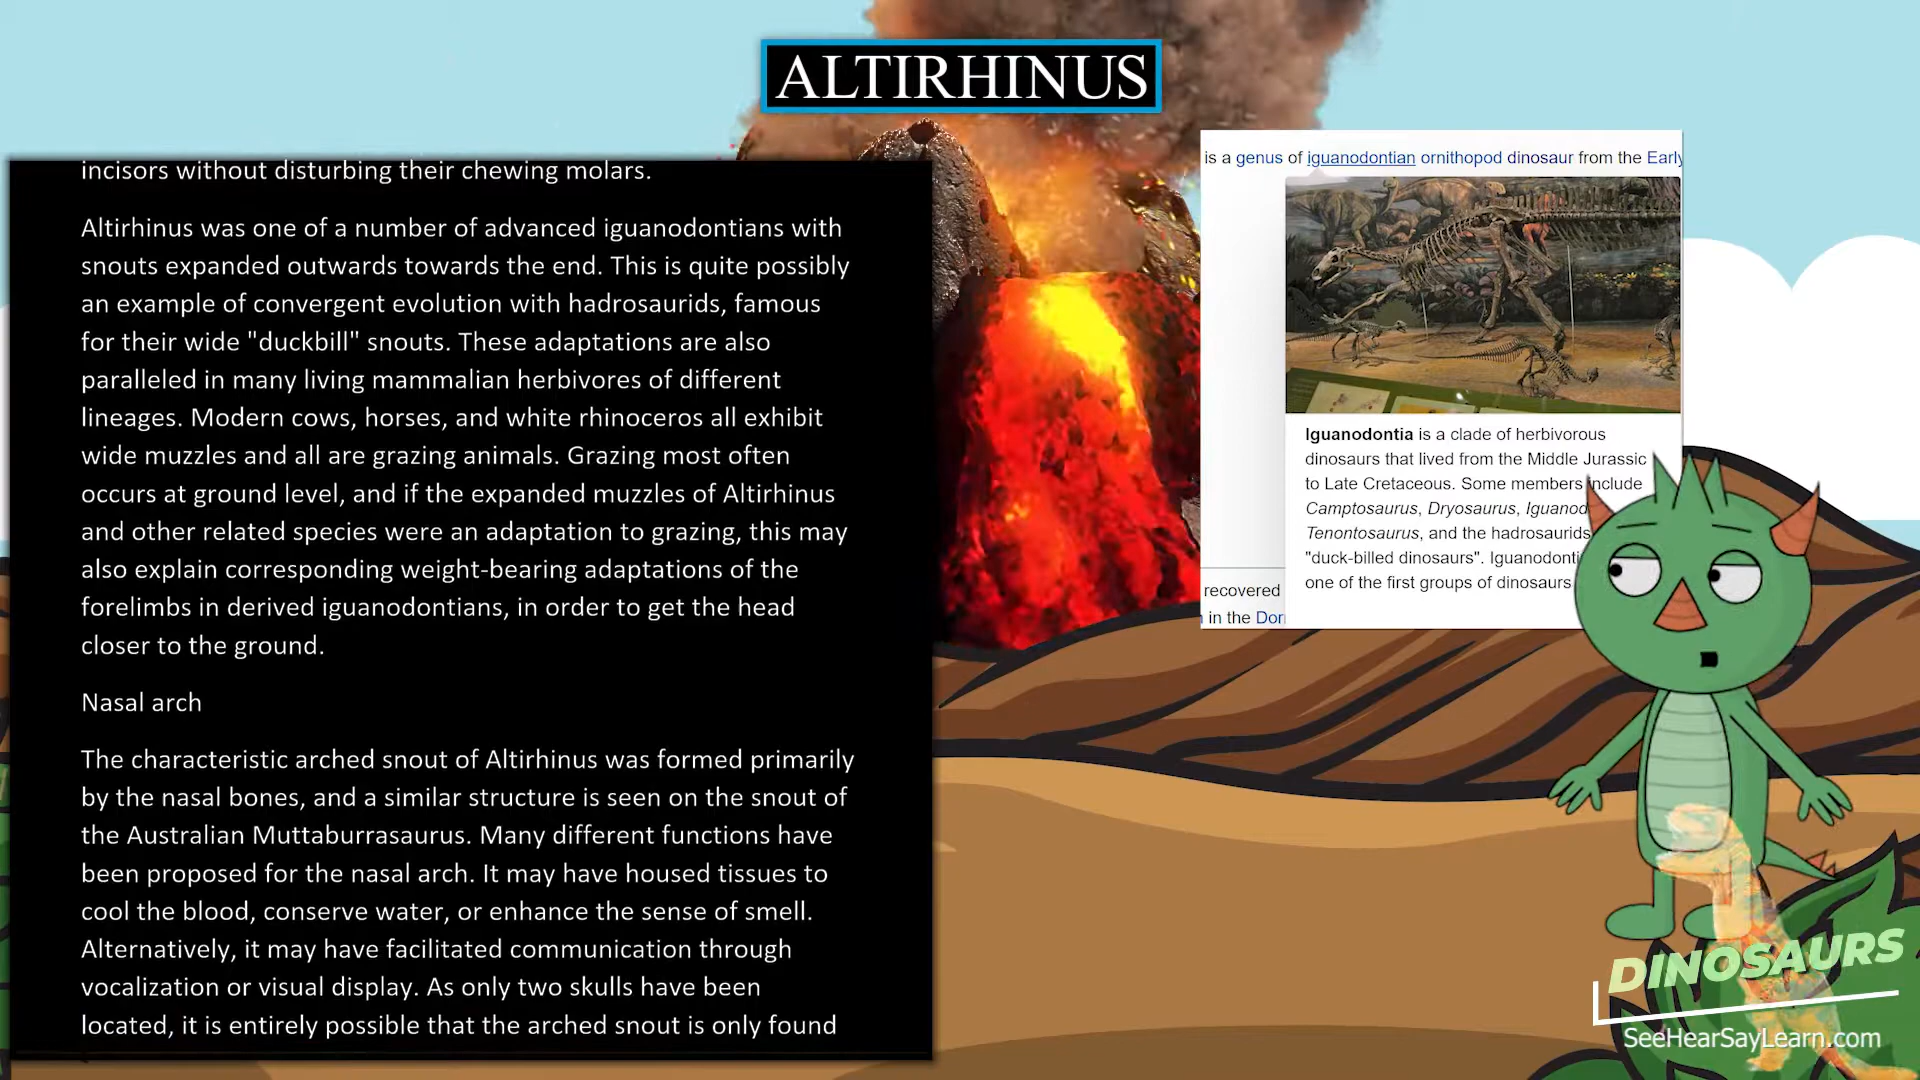 ALTIRHINUS
incisors without disturbing their chewing molars.
Altirhinus was one of a number of advanced iguanodontians with
snouts expanded outwards towards the end. This is quite possibly
an example of convergent evolution with hadrosaurids, famous
for their wide "duckbill" snouts. These adaptations are also
paralleled in many living mammalian herbivores of different
lineages. Modern cows, horses, and white rhinoceros all exhibit
wide muzzles and all are grazing animals. Grazing most often
occurs at ground level, and if the expanded muzzles of Altirhinus
and other related species were an adaptation to grazing, this may
also explain corresponding weight-bearing adaptations of the
forelimbs in derived iguanodontians, in order to get the head
closer to the ground.
Nasal arch
The characteristic arched snout of Altirhinus was formed primarily
by the nasal bones, and a similar structure is seen on the snout of
the Australian Muttaburrasaurus. Many different functions have
been proposed for the nasal arch. It may have housed tissues to
cool the blood, conserve water, or enhance the sense of smell.
Alternatively, it may have facilitated communication through
vocalization or visual display. As only two skulls have been
located, it is entirely possible that the arched snout is only found
is a genus of iguanodontian ornithopod dinosaur from the Early
Iguanodontia is a clade of herbivorous
dinosaurs that lived from the Middle Jurassic
to Late Cretaceous. Some members include
Camptosaurus, Dryosaurus, Iguanod
Tenontosaurus, and the hadrosaurids
"duck-billed dinosaurs". Iguanodonti
one of the first groups of dinosaurs
recovered
in the Dor
DINOSAURS
SeeHearSayLearn.com